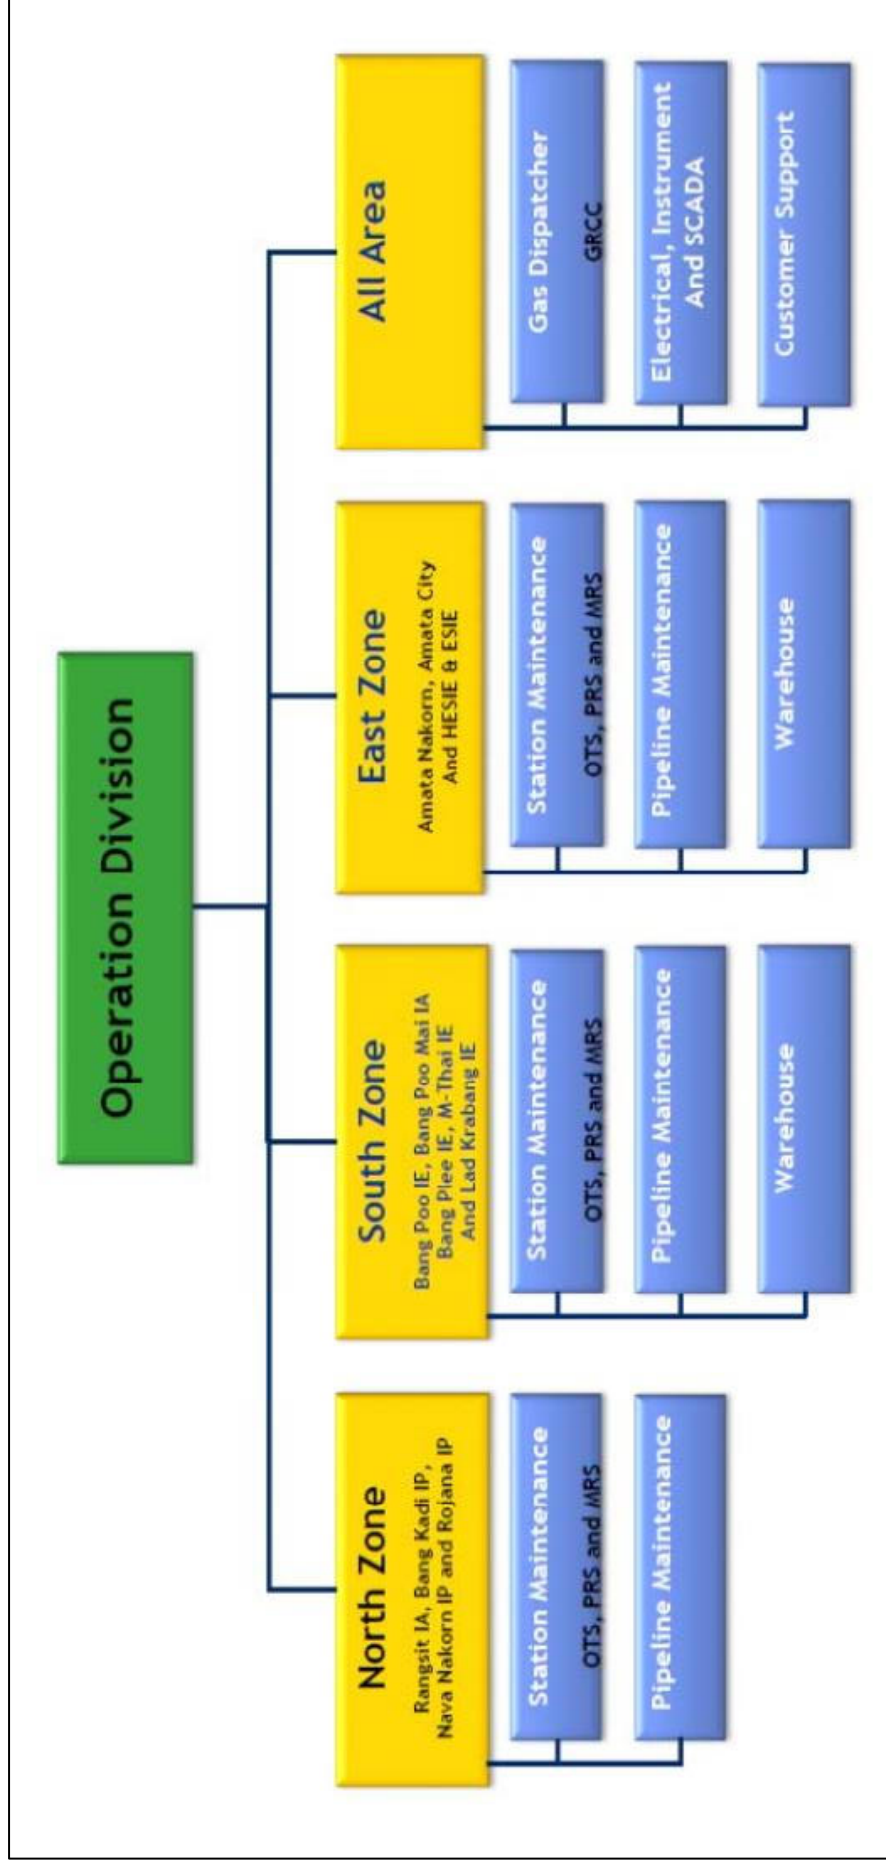 Operation Division
North Zone
Rangsit IA, Bang Kadi IP,
Nava Nakorn IP and Rojana IP
Station Maintenance
OTS, PRS and MRS
Pipeline Maintenance
South Zone
Bang Poo IE, Bang Poo Mai IA
Bang Plee IE, M-Thai IE
And Lad Krabang IE
Station Maintenance
OTS, PRS and MRS
Pipeline Maintenance
Warehouse
East Zone
Amata Nakorn, Amata City
And HESIE & ESIE
Station Maintenance
OTS, PRS and MRS
Pipeline Maintenance
Warehouse
All Area
Gas Dispatcher
GRCC
Electrical, Instrument
And SCADA
Customer Support